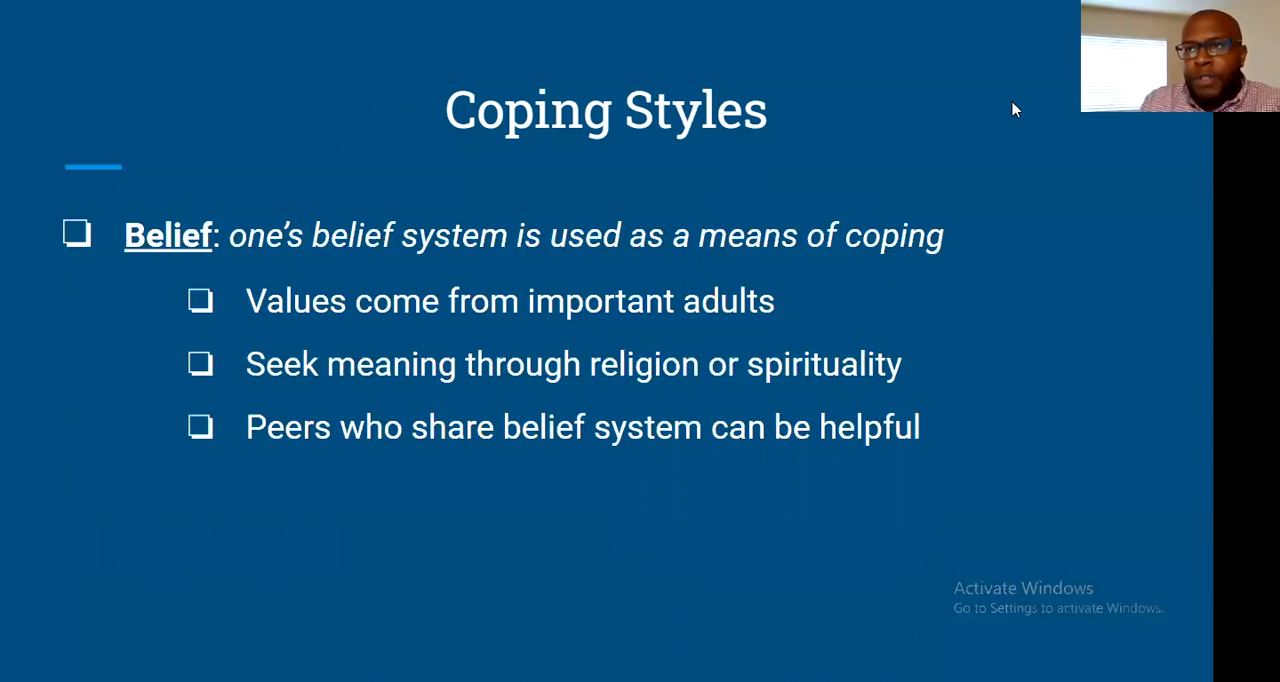 Coping Styles
Belief: one's belief system is used as a means of coping
Values come from important adults
Seek meaning through religion or spirituality
Peers who share belief system can be helpful
Activate Windows
Go to Settings to activate Windows.